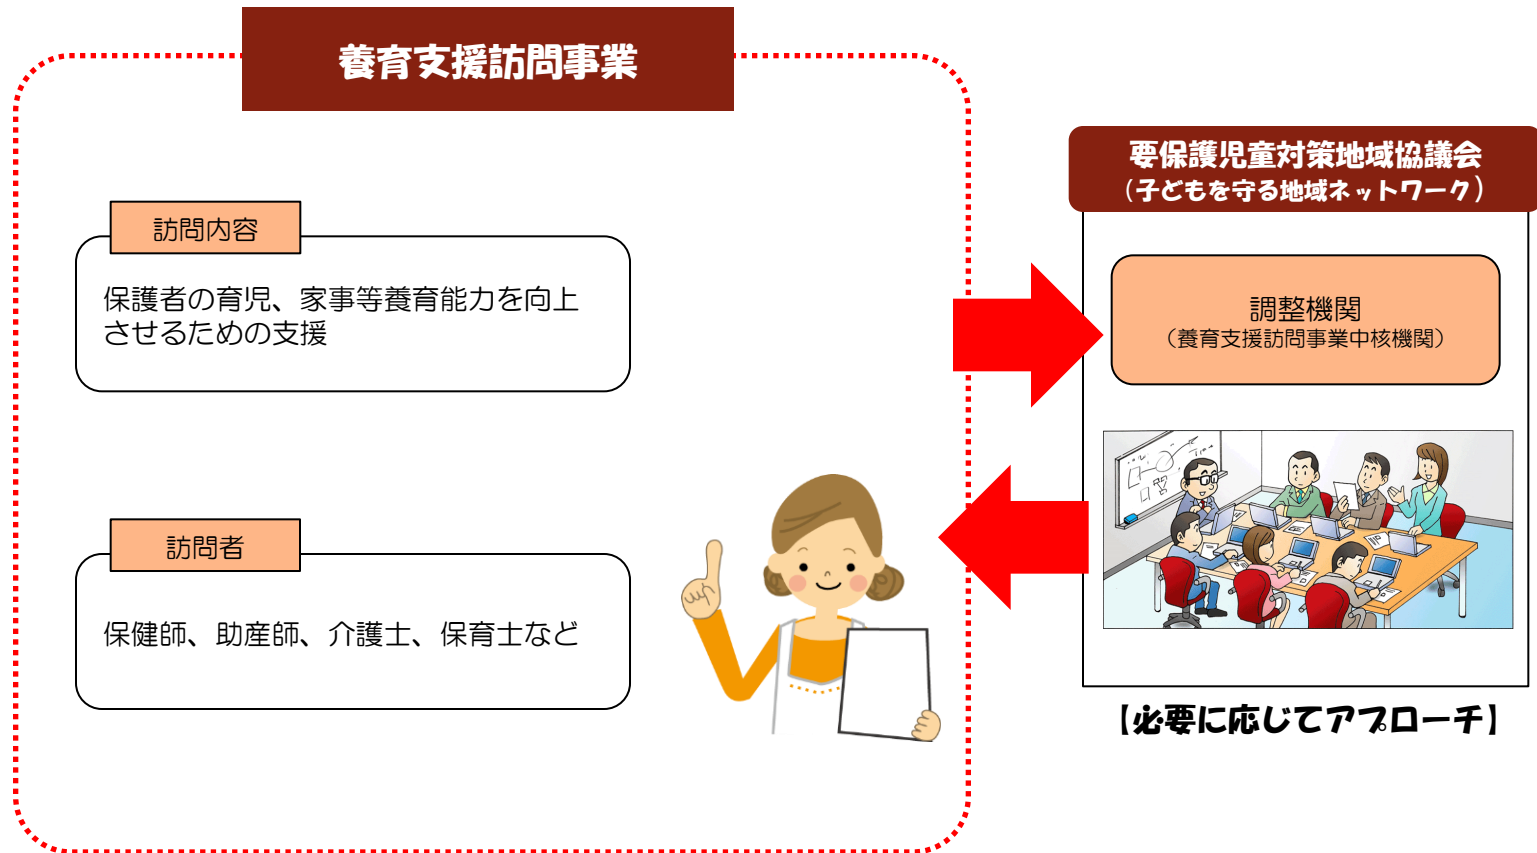 養育支援訪問事業
訪問内容
保護者の育児、家事等養育能力を向上
させるための支援
訪問者
保健師、助産師、介護士、保育士など
要保護児童対策地域協議会
（子どもを守る地域ネットワーク）
調整機関
（養育支援訪問事業中核機関）
【必要に応じてアプローチ】